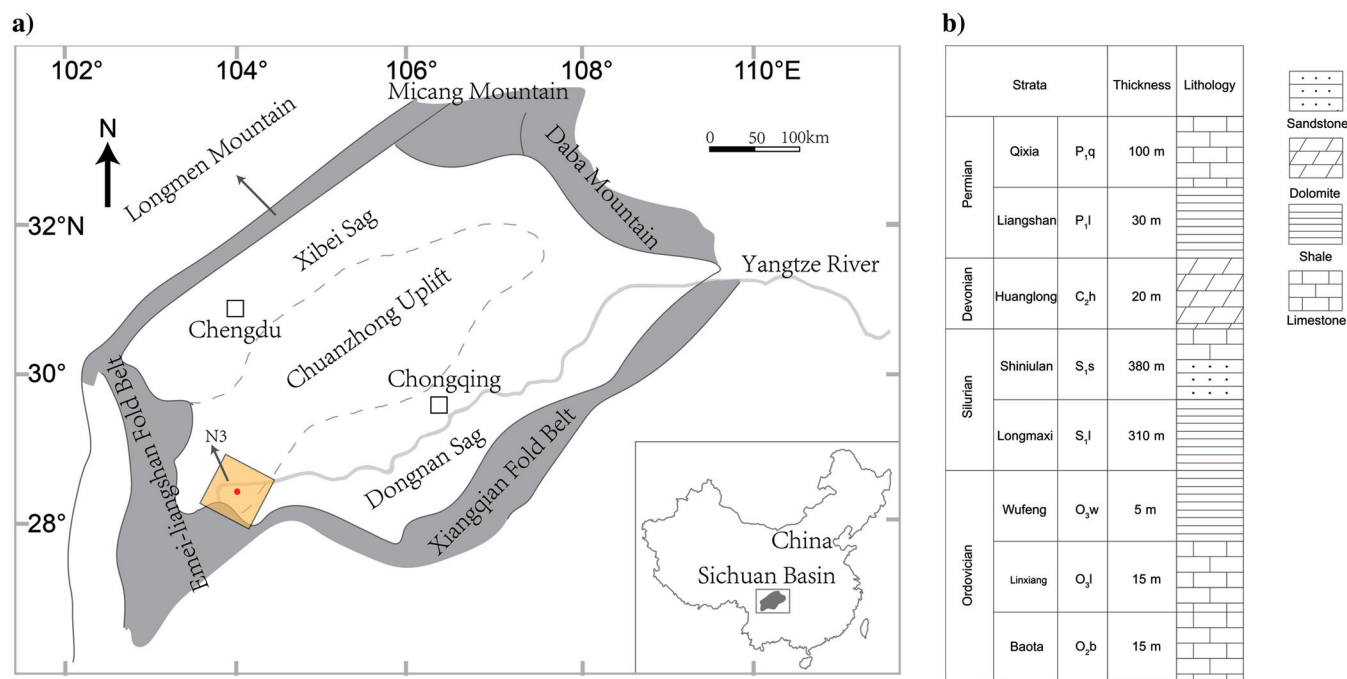 a)
102°
104°
106°
108°
110°E
Micang Mountain
N
Longmen Mountain
0 50 100km
Daba Mountain
32°N
Xibei Sag
Yangtze River
Chengdu
Chuanzhong Uplift
30°
Chongqing
Emei-liangshan Fold Belt
N3
Dongnan Sag
Xiangqian Fold Belt
28°
China
Sichuan Basin
b)
Strata Thickness Lithology
Permian
Qixia P₁q 100 m
Liangshan P₁l 30 m
Devonian
Huanglong C₂h 20 m
Silurian
Shiniulan S₁s 380 m
Longmaxi S₁l 310 m
Ordovician
Wufeng O₃w 5 m
Linxiang O₃l 15 m
Baota O₂b 15 m
Sandstone
Dolomite
Shale
Limestone